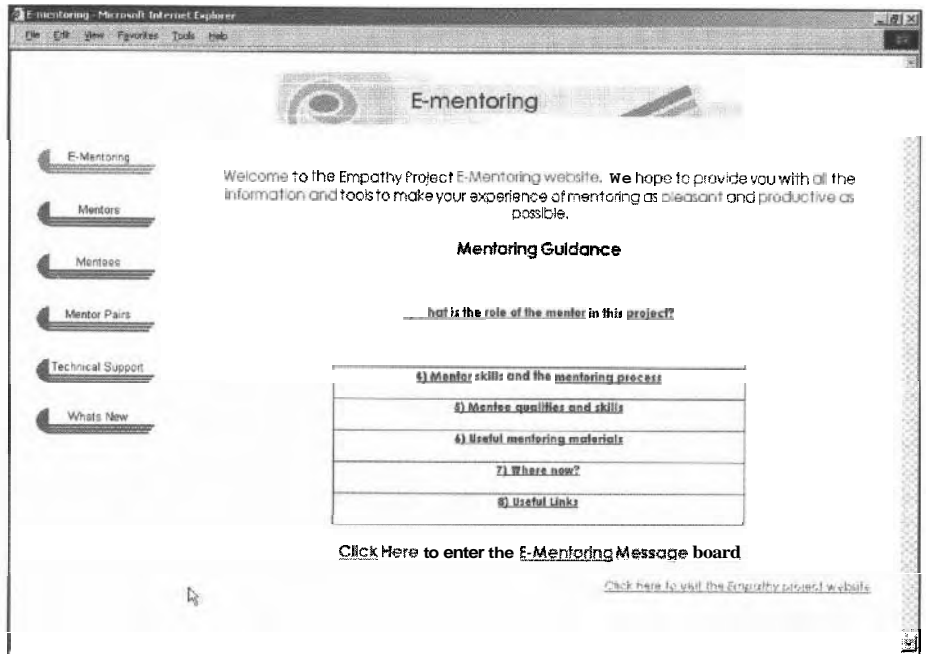 E-mentoring - Microsoft Internet Explorer
File Edit View Favorites Tools Help
E-mentoring
E-Mentoring
Mentors
Mentees
Mentor Pairs
Technical Support
Whats New
Welcome to the Empathy Project E-Mentoring website. We hope to provide you with all the
information and tools to make your experience of mentoring as pleasant and productive as
possible.
Mentoring Guidance
hat is the role of the mentor in this project?
4) Mentor skills and the mentoring process
5) Mentee qualities and skills
6) Useful mentoring materials
7) Where now?
8) Useful Links
Click Here to enter the E-Mentoring Message board
Click here to visit the Empathy project website